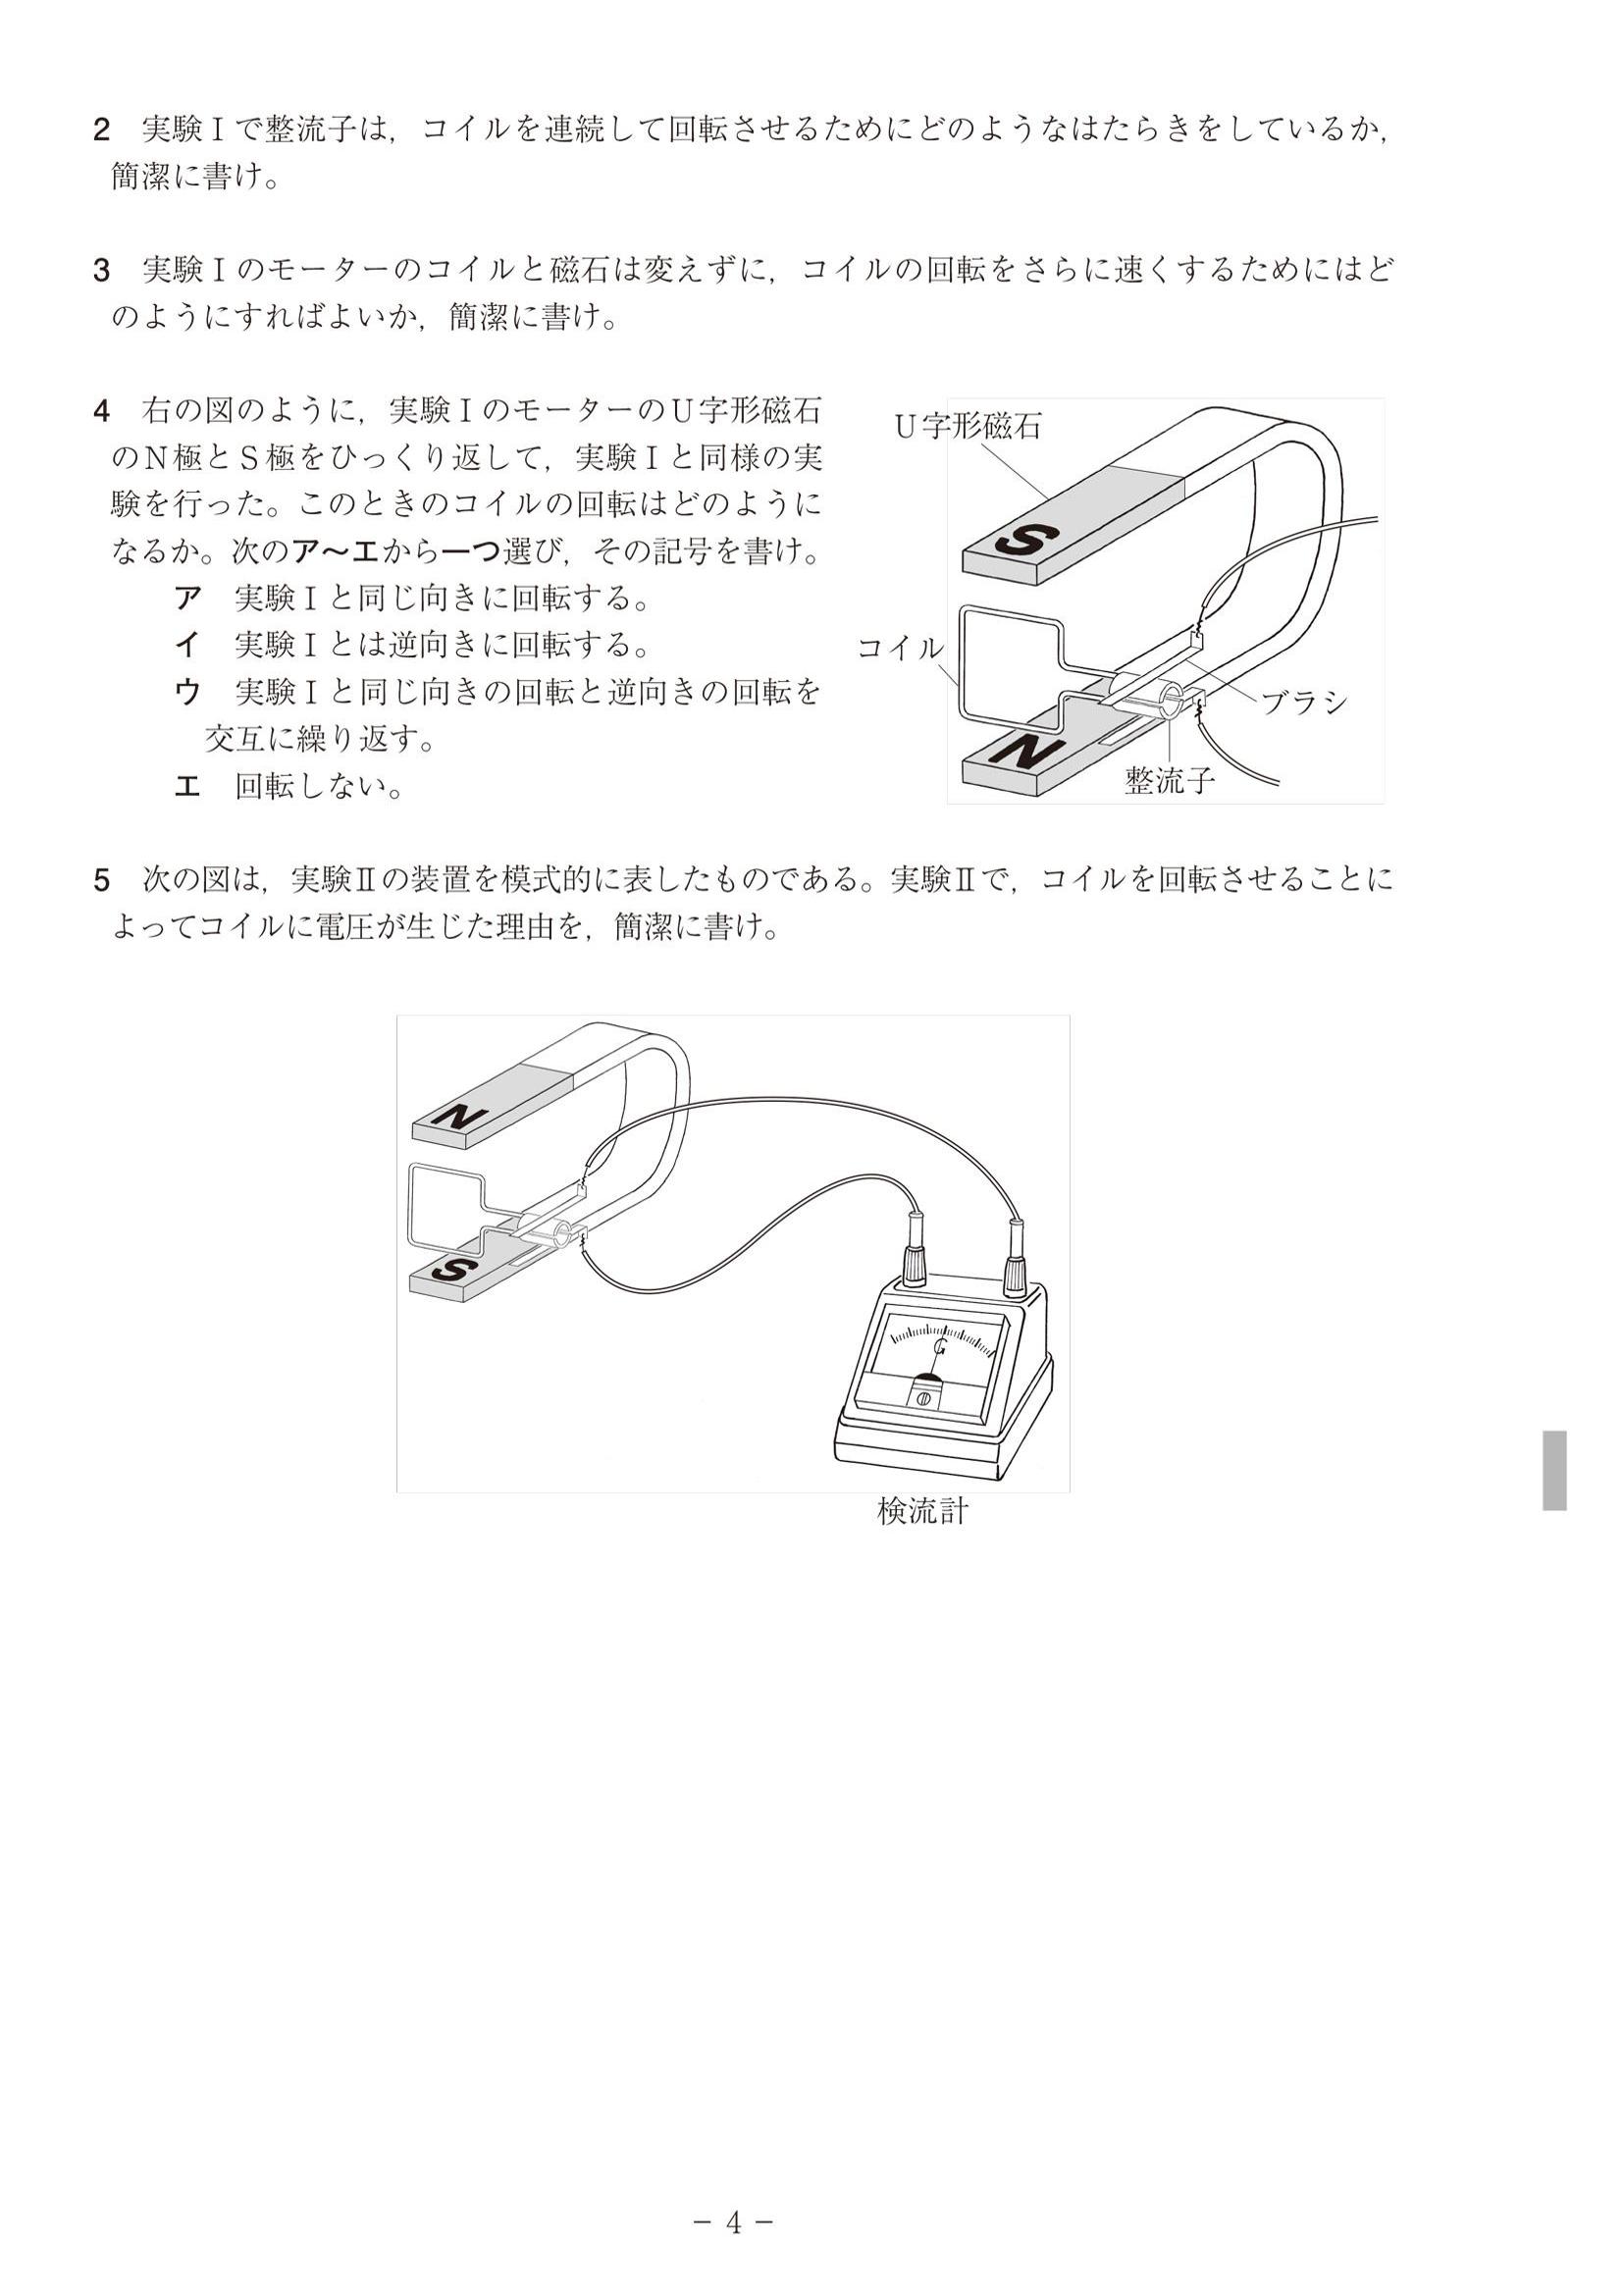 2 実験Ⅰで整流子は，コイルを連続して回転させるためにどのようなはたらきをしているか，
簡潔に書け。
3 実験Ⅰのモーターのコイルと磁石は変えずに，コイルの回転をさらに速くするためにはど
のようにすればよいか，簡潔に書け。
4 右の図のように，実験ⅠのモーターのＵ字形磁石
のＮ極とＳ極をひっくり返して，実験Ⅰと同様の実
験を行った。このときのコイルの回転はどのように
なるか。次のア～エから一つ選び，その記号を書け。
ア 実験Ⅰと同じ向きに回転する。
イ 実験Ⅰとは逆向きに回転する。
ウ 実験Ⅰと同じ向きの回転と逆向きの回転を
交互に繰り返す。
エ 回転しない。
Ｕ字形磁石
S
コイル
ブラシ
N
整流子
5 次の図は，実験Ⅱの装置を模式的に表したものである。実験Ⅱで，コイルを回転させることに
よってコイルに電圧が生じた理由を，簡潔に書け。
N
S
G
検流計
－ 4 －